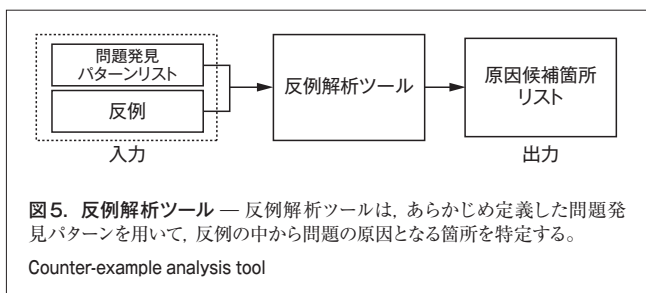 問題発見
パターンリスト
反例
入力
反例解析ツール
原因候補箇所
リスト
出力
図5. 反例解析ツール — 反例解析ツールは, あらかじめ定義した問題発
見パターンを用いて, 反例の中から問題の原因となる箇所を特定する。
Counter-example analysis tool